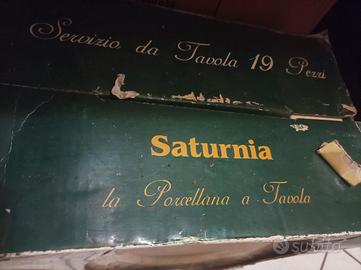 Servizio da Tavola 19 Pezzi
Saturnia
la Porcellana a Tavola
subito